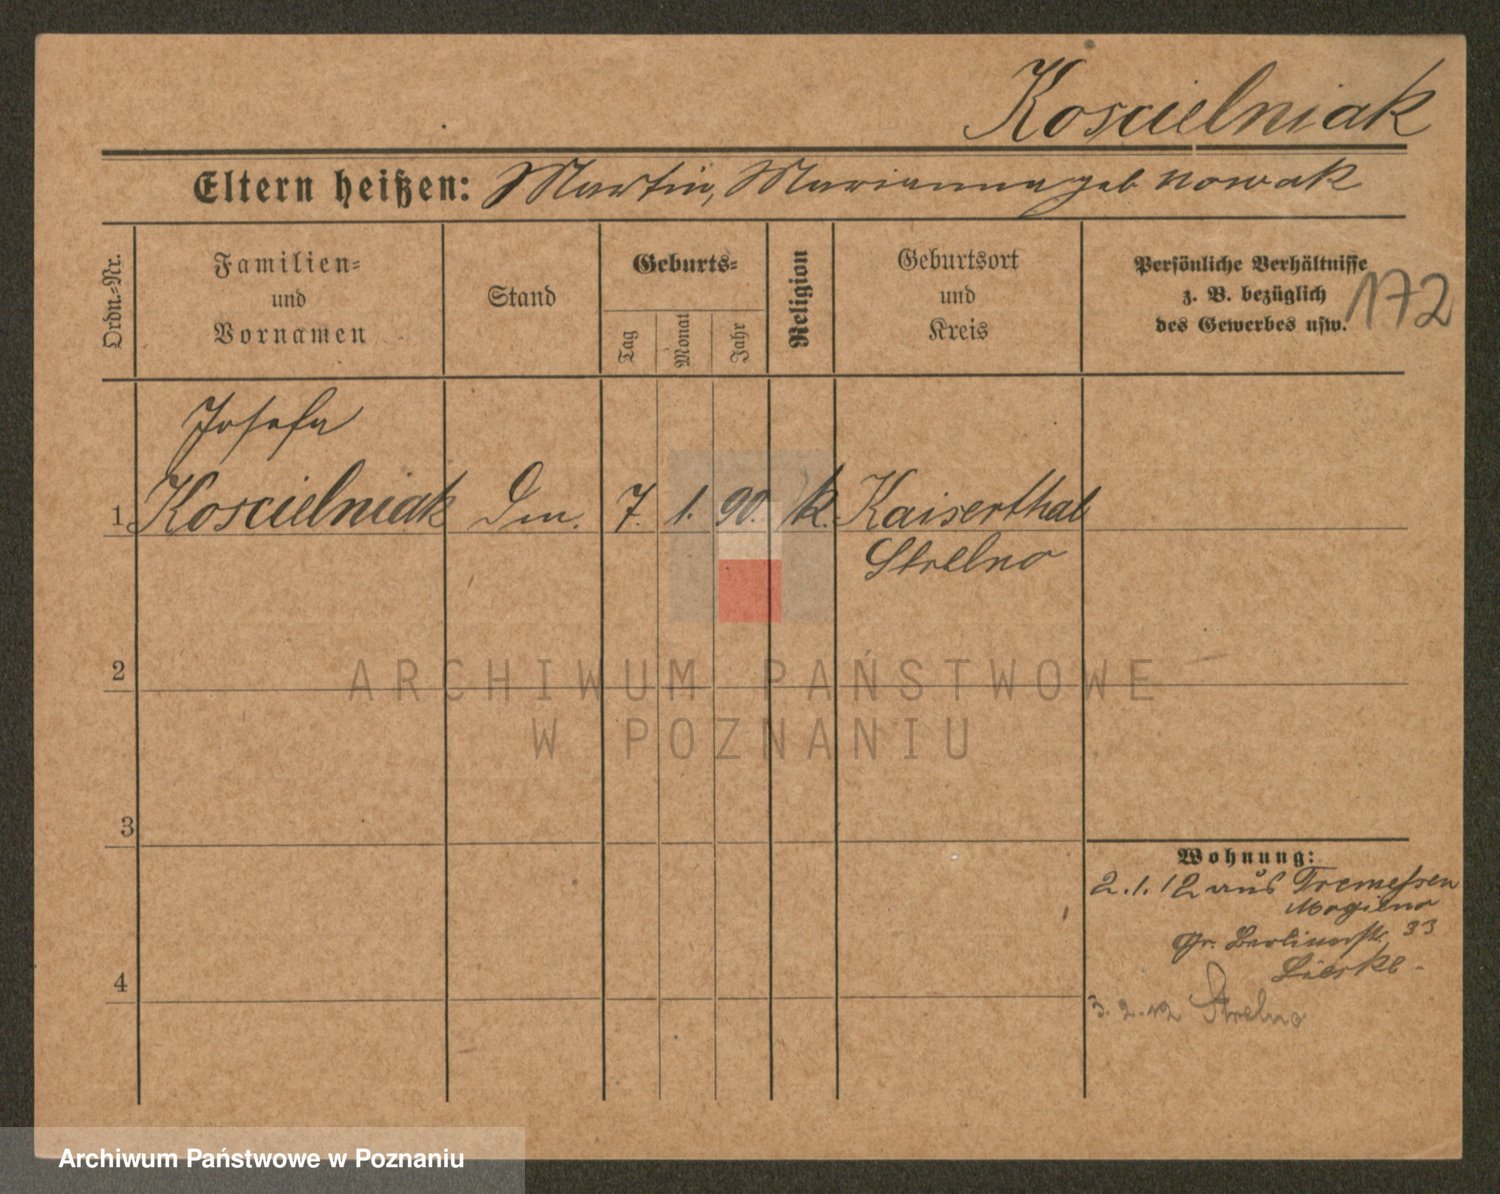 Koscielniak
Eltern heißen: Martin, Marianna geb Nowak
Ordn.-Nr.
Familien-
und
Vornamen
Stand
Geburts-
Tag
Monat
Jahr
Religion
Geburtsort
und
Kreis
Persönliche Verhältnisse
z. B. bezüglich
des Gewerbes usw.
172
Josefa
1 Koscielniak Dm. 7. 1. 90. k. Kaiserthal
Strelno
2
ARCHIWUM PAŃSTWOWE
W POZNANIU
3
Wohnung:
2.1.12 aus Tremessen
Mogilno
Gr. Berlinerstr. 33
4
3.2.12 Strelno
Archiwum Państwowe w Poznaniu